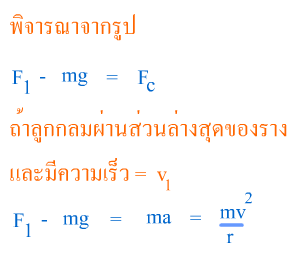 พิจารณาจากรูป
F₁ - mg = F꜀
ถ้าลูกกลมผ่านส่วนล่างสุดของราง
และมีความเร็ว = v₁
F₁ - mg = ma = mv²/r